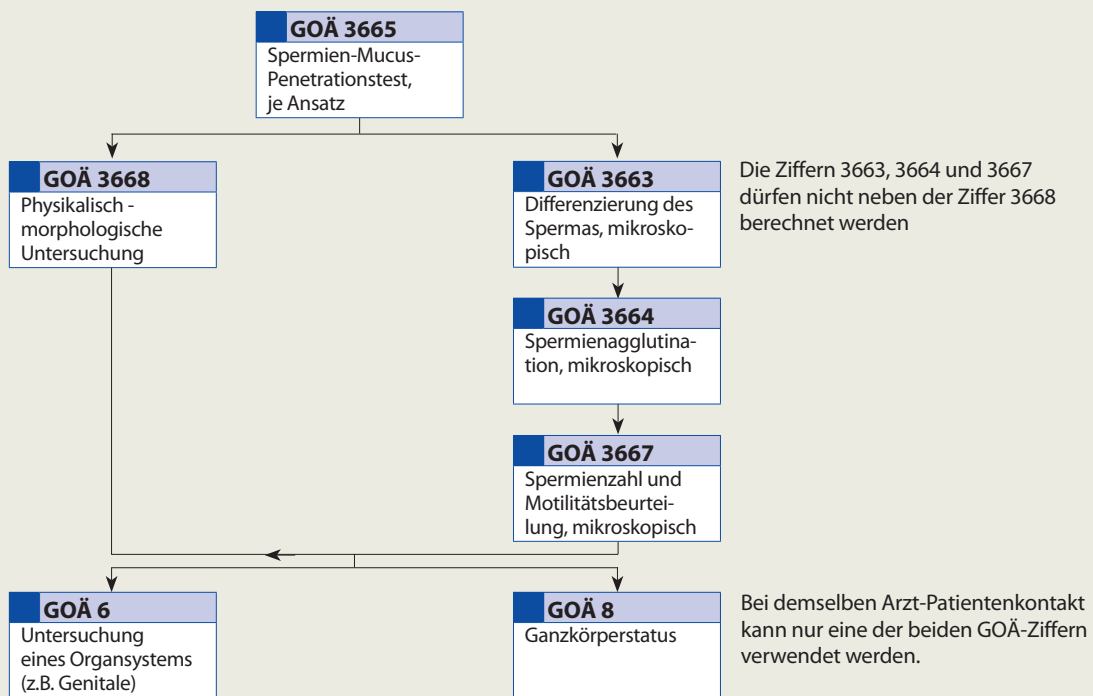 GOÄ 3665
Spermien-Mucus-
Penetrationstest,
je Ansatz
GOÄ 3668
Physikalisch -
morphologische
Untersuchung
GOÄ 3663
Differenzierung des
Spermas, mikrosko-
pisch
Die Ziffern 3663, 3664 und 3667
dürfen nicht neben der Ziffer 3668
berechnet werden
GOÄ 3664
Spermienagglutina-
tion, mikroskopisch
GOÄ 3667
Spermienzahl und
Motilitätsbeurtei-
lung, mikroskopisch
GOÄ 6
Untersuchung
eines Organsystems
(z.B. Genitale)
GOÄ 8
Ganzkörperstatus
Bei demselben Arzt-Patientenkontakt
kann nur eine der beiden GOÄ-Ziffern
verwendet werden.